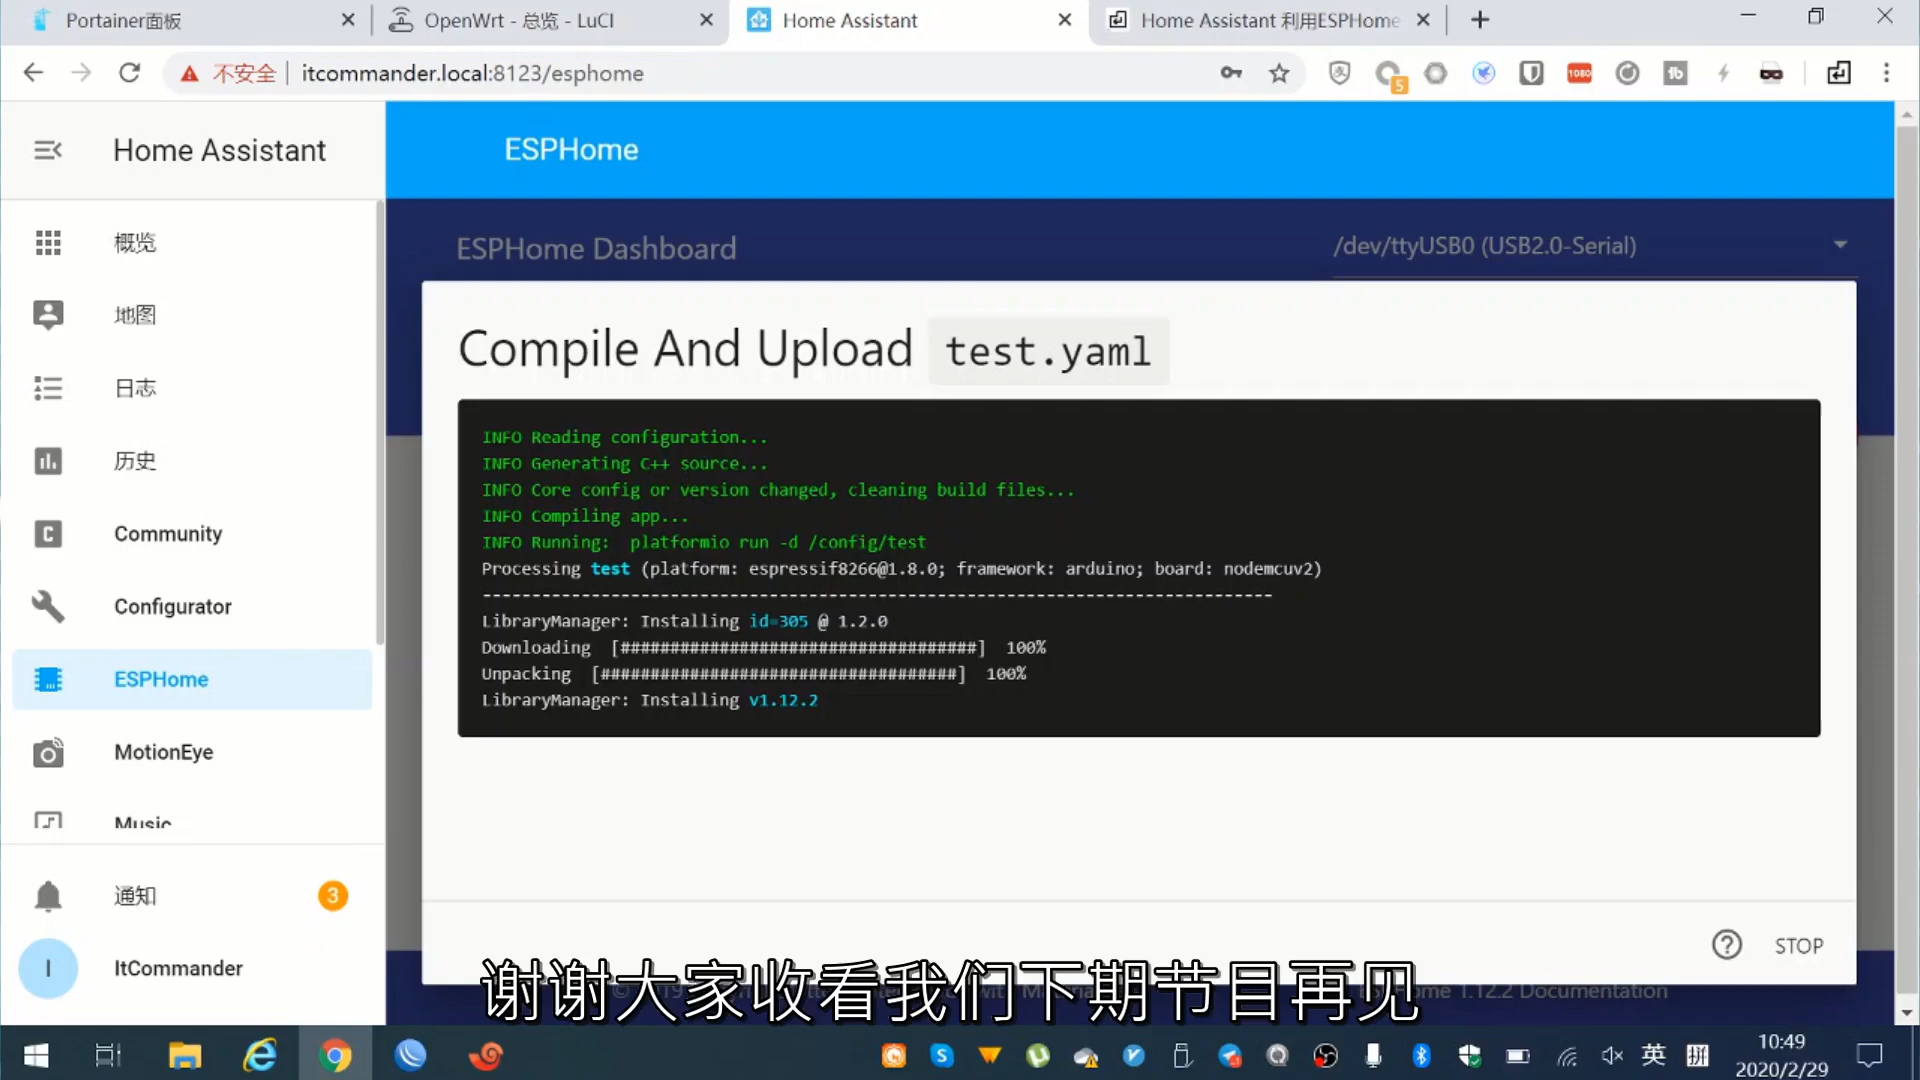 Portainer面板
OpenWrt - 总览 - LuCI
Home Assistant
Home Assistant 利用ESPHome
不安全
itcommander.local:8123/esphome
5
1080
Home Assistant
概览
地图
日志
历史
Community
Configurator
ESPHome
MotionEye
Music
通知
3
I
ItCommander
ESPHome
ESPHome Dashboard
/dev/ttyUSB0 (USB2.0-Serial)
Compile And Upload test.yaml
INFO Reading configuration...
INFO Generating C++ source...
INFO Core config or version changed, cleaning build files...
INFO Compiling app...
INFO Running:  platformio run -d /config/test
Processing test (platform: espressif8266@1.8.0; framework: arduino; board: nodemcuv2)
--------------------------------------------------------------------------------
LibraryManager: Installing id=305 @ 1.2.0
Downloading  [####################################]  100%
Unpacking  [####################################]  100%
LibraryManager: Installing v1.12.2
STOP
谢谢大家收看我们下期节目再见
1.12.2 Documentation
英
拼
10:49
2020/2/29